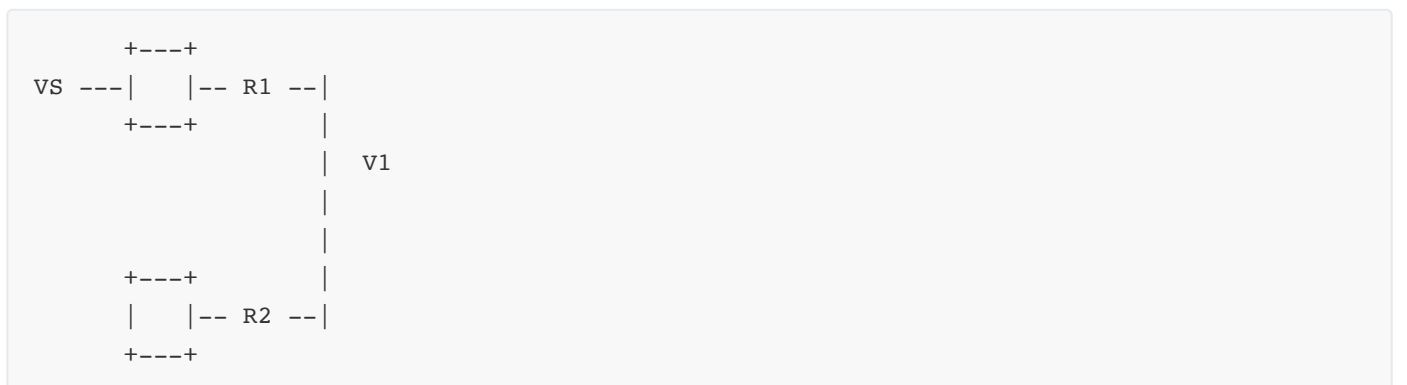 +---+
VS ---|   |-- R1 --|
      +---+        |
                   |  V1
                   |
                   |
      +---+        |
      |   |-- R2 --|
      +---+